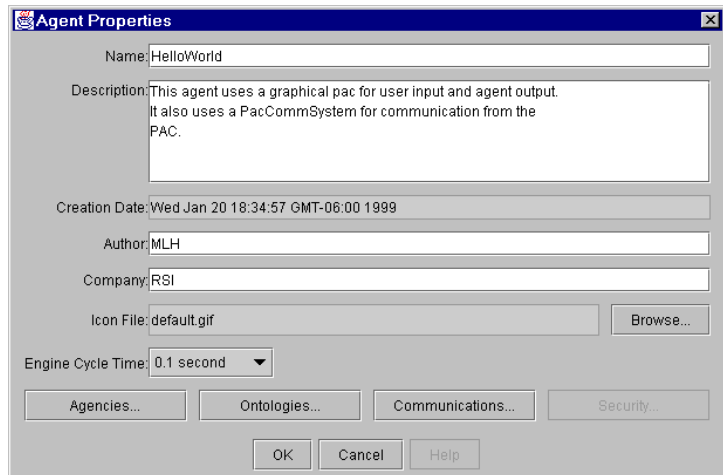 Agent Properties
Name: HelloWorld
Description: This agent uses a graphical pac for user input and agent output.
It also uses a PacCommSystem for communication from the
PAC.
Creation Date: Wed Jan 20 18:34:57 GMT-06:00 1999
Author: MLH
Company: RSI
Icon File: default.gif Browse...
Engine Cycle Time: 0.1 second
Agencies... Ontologies... Communications... Security...
OK Cancel Help